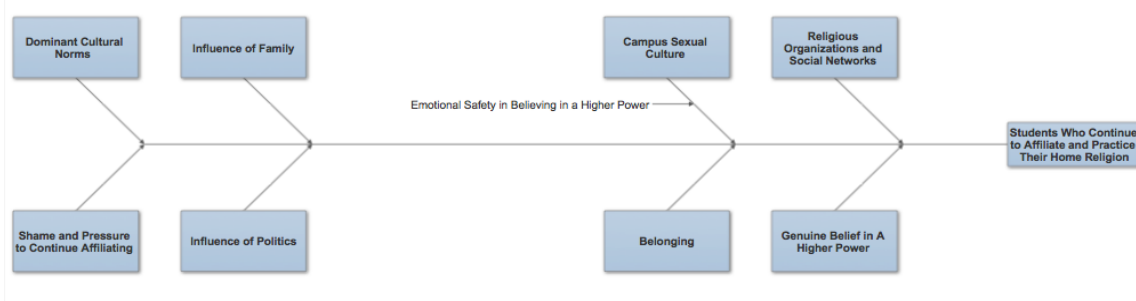 Dominant Cultural
Norms
Influence of Family
Campus Sexual
Culture
Religious
Organizations and
Social Networks
Emotional Safety in Believing in a Higher Power
Students Who Continue
to Affiliate and Practice
Their Home Religion
Shame and Pressure
to Continue Affiliating
Influence of Politics
Belonging
Genuine Belief in A
Higher Power